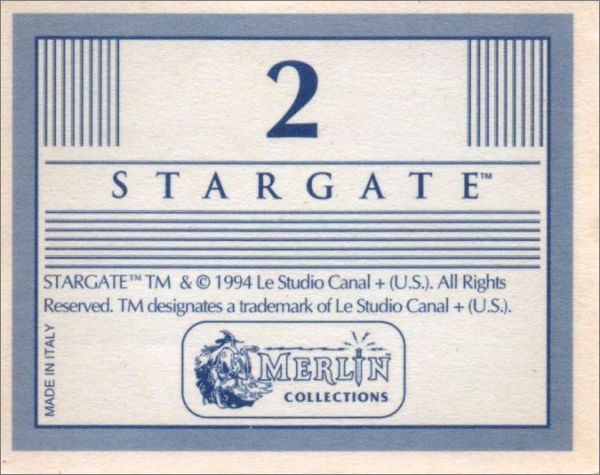 2
STARGATE™
STARGATE™ TM & © 1994 Le Studio Canal + (U.S.). All Rights
Reserved. TM designates a trademark of Le Studio Canal + (U.S.).
MADE IN ITALY
MERLIN™
COLLECTIONS